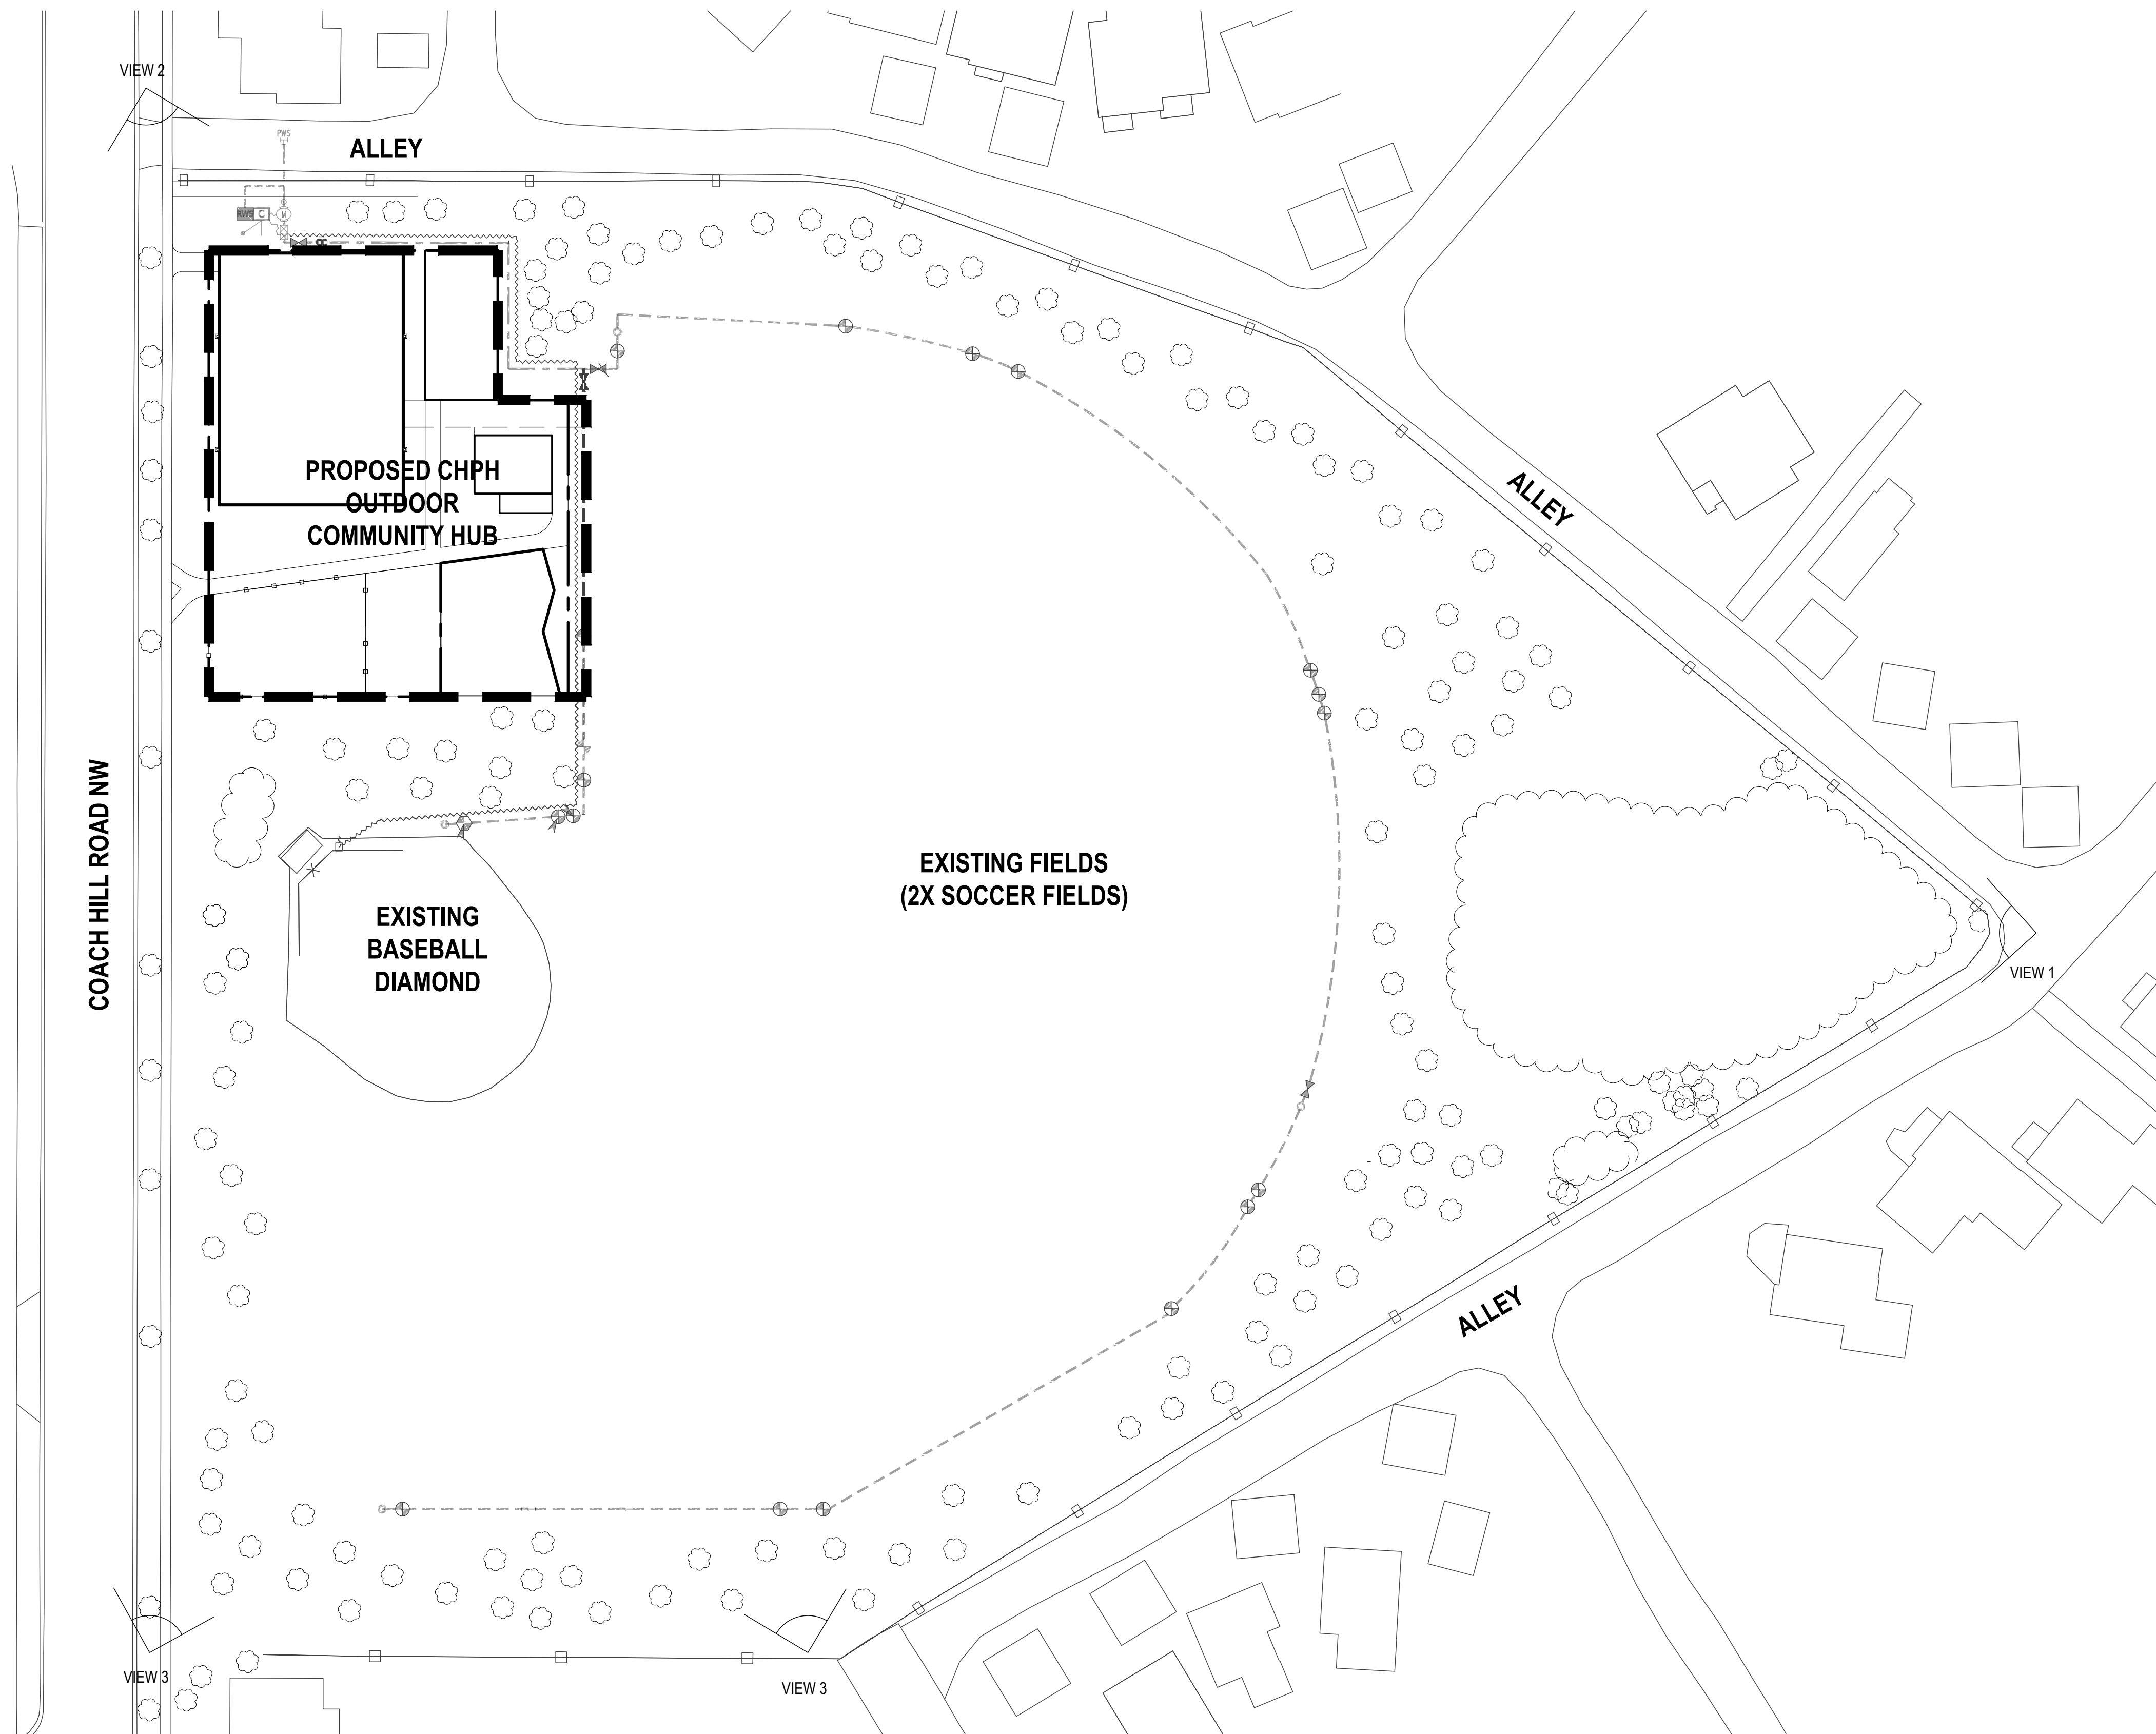 VIEW 2
PWS
ALLEY
RWS C M
PROPOSED CHPH
OUTDOOR
COMMUNITY HUB
ALLEY
COACH HILL ROAD NW
EXISTING FIELDS
(2X SOCCER FIELDS)
EXISTING
BASEBALL
DIAMOND
VIEW 1
ALLEY
VIEW 3
VIEW 3